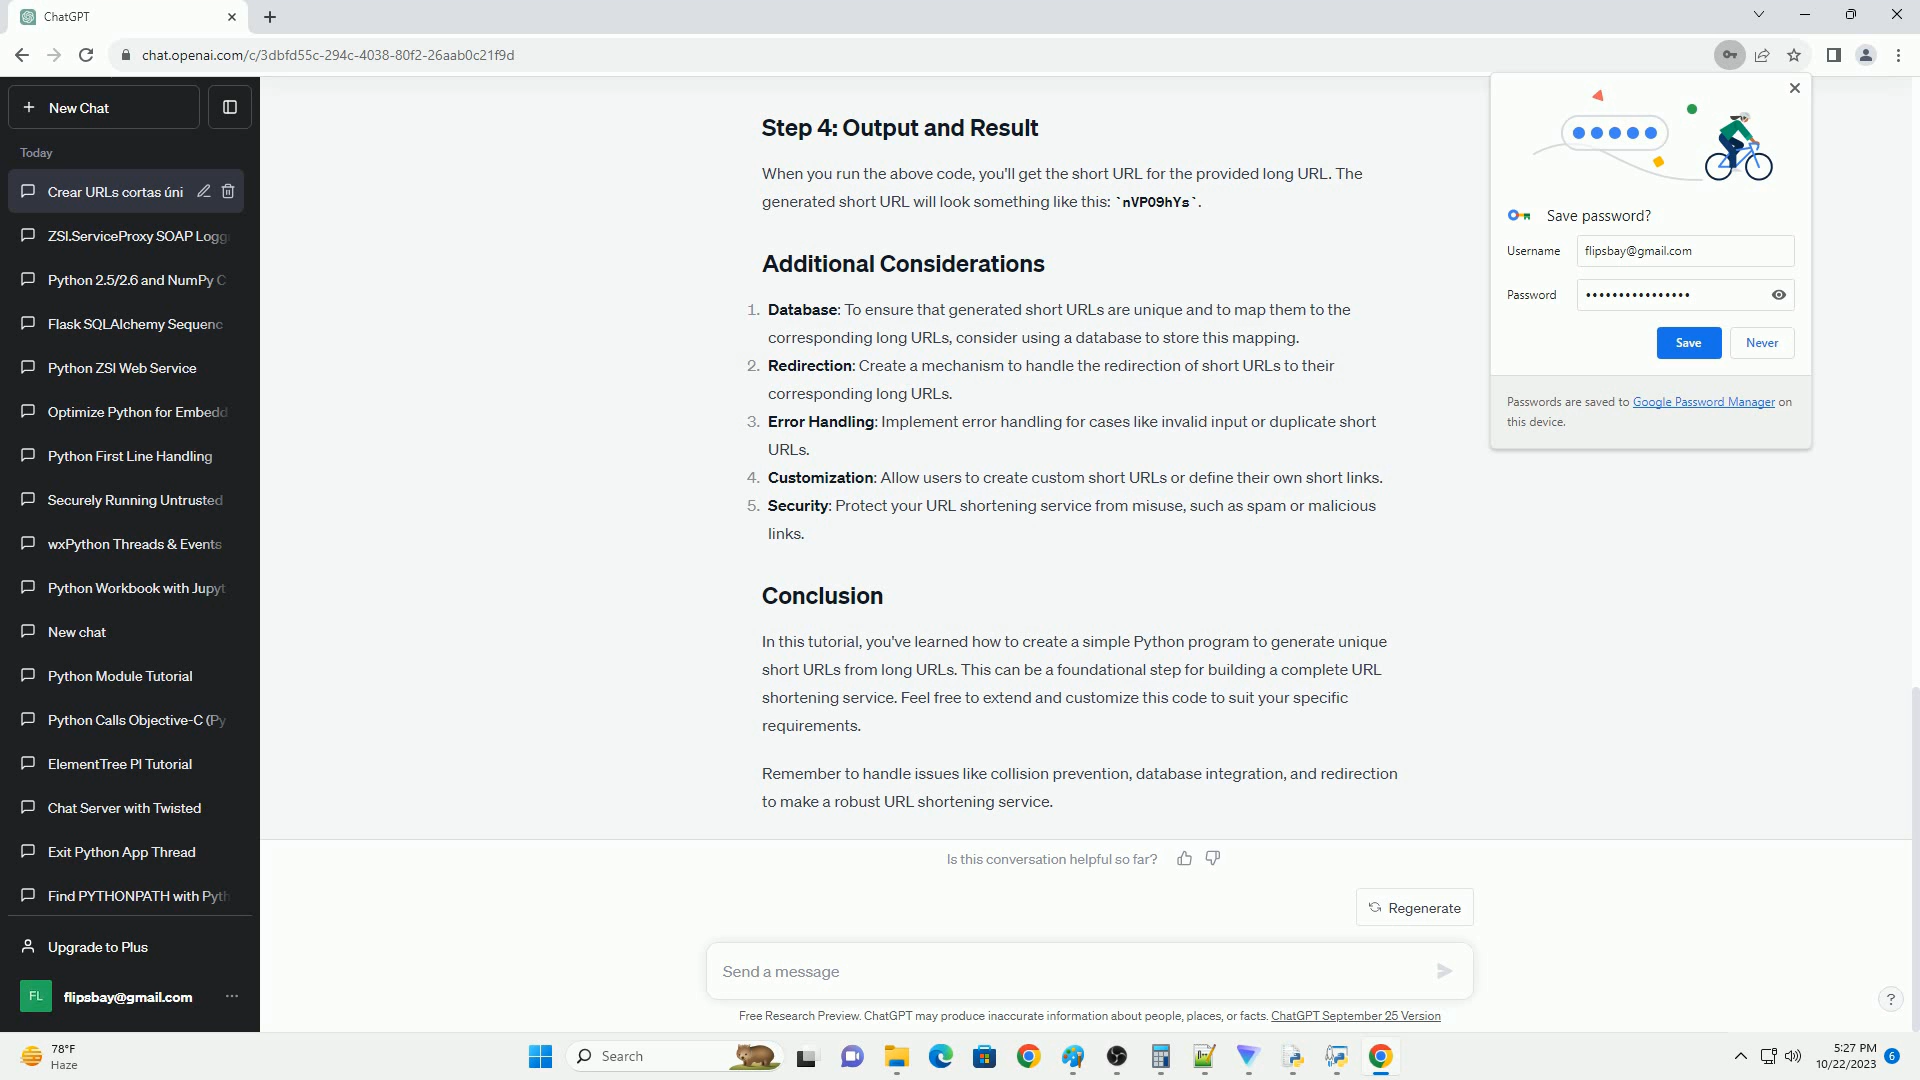 ChatGPT
chat.openai.com/c/3dbfd55c-294c-4038-80f2-26aab0c21f9d
New Chat
Today
Crear URLs cortas úni
ZSI.ServiceProxy SOAP Logg
Python 2.5/2.6 and NumPy C
Flask SQLAlchemy Sequenc
Python ZSI Web Service
Optimize Python for Embedd
Python First Line Handling
Securely Running Untrusted
wxPython Threads & Events
Python Workbook with Jupyt
New chat
Python Module Tutorial
Python Calls Objective-C (Py
ElementTree PI Tutorial
Chat Server with Twisted
Exit Python App Thread
Find PYTHONPATH with Pyth
Upgrade to Plus
FL flipsbay@gmail.com
Step 4: Output and Result
When you run the above code, you'll get the short URL for the provided long URL. The
generated short URL will look something like this: `nVP09hYs`.
Additional Considerations
1. Database: To ensure that generated short URLs are unique and to map them to the
corresponding long URLs, consider using a database to store this mapping.
2. Redirection: Create a mechanism to handle the redirection of short URLs to their
corresponding long URLs.
3. Error Handling: Implement error handling for cases like invalid input or duplicate short
URLs.
4. Customization: Allow users to create custom short URLs or define their own short links.
5. Security: Protect your URL shortening service from misuse, such as spam or malicious
links.
Conclusion
In this tutorial, you've learned how to create a simple Python program to generate unique
short URLs from long URLs. This can be a foundational step for building a complete URL
shortening service. Feel free to extend and customize this code to suit your specific
requirements.
Remember to handle issues like collision prevention, database integration, and redirection
to make a robust URL shortening service.
Is this conversation helpful so far?
Regenerate
Send a message
Free Research Preview. ChatGPT may produce inaccurate information about people, places, or facts. ChatGPT September 25 Version
?
Save password?
Username flipsbay@gmail.com
Password ••••••••••••••••
Save Never
Passwords are saved to Google Password Manager on
this device.
78°F
Haze
Search
5:27 PM
10/22/2023
6